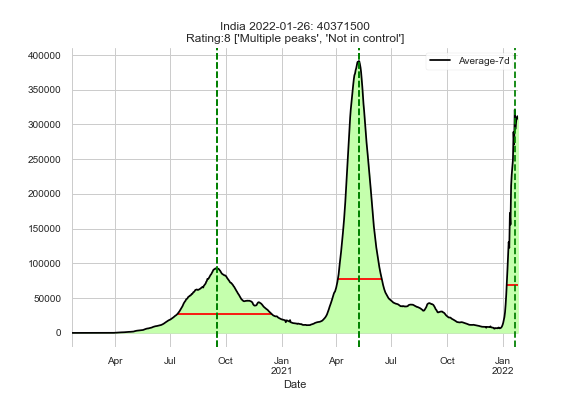 India 2022-01-26: 40371500
Rating:8 ['Multiple peaks', 'Not in control']
Average-7d
400000
350000
300000
250000
200000
150000
100000
50000
0
Apr Jul Oct Jan Apr Jul Oct Jan
2021 2022
Date